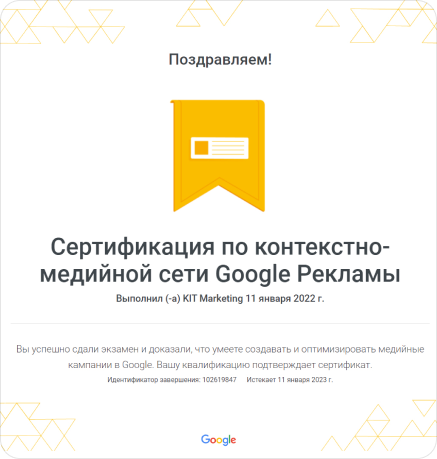 Поздравляем!
Сертификация по контекстно-
медийной сети Google Рекламы
Выполнил (-а) KIT Marketing 11 января 2022 г.
Вы успешно сдали экзамен и доказали, что умеете создавать и оптимизировать медийные
кампании в Google. Вашу квалификацию подтверждает сертификат.
Идентификатор завершения: 102619847 Истекает 11 января 2023 г.
Google